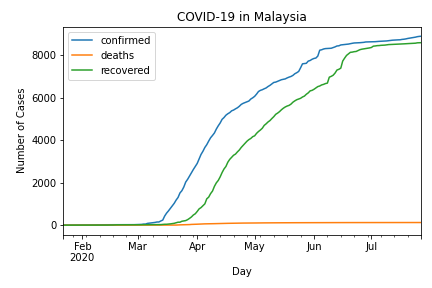 COVID-19 in Malaysia
confirmed
deaths
recovered
Number of Cases
8000
6000
4000
2000
0
Feb Mar Apr May Jun Jul
2020
Day